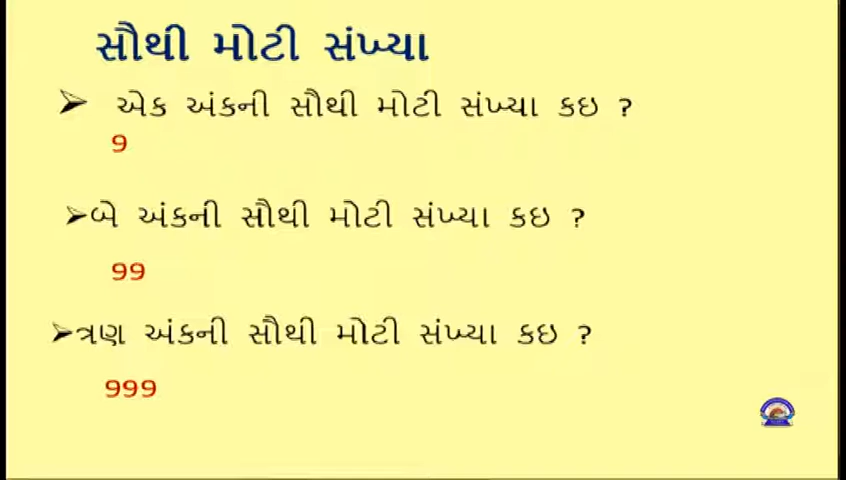 સૌથી મોટી સંખ્યા
➢ એક અંકની સૌથી મોટી સંખ્યા કઇ ?
9
➢બે અંકની સૌથી મોટી સંખ્યા કઇ ?
99
➢ત્રણ અંકની સૌથી મોટી સંખ્યા કઇ ?
999